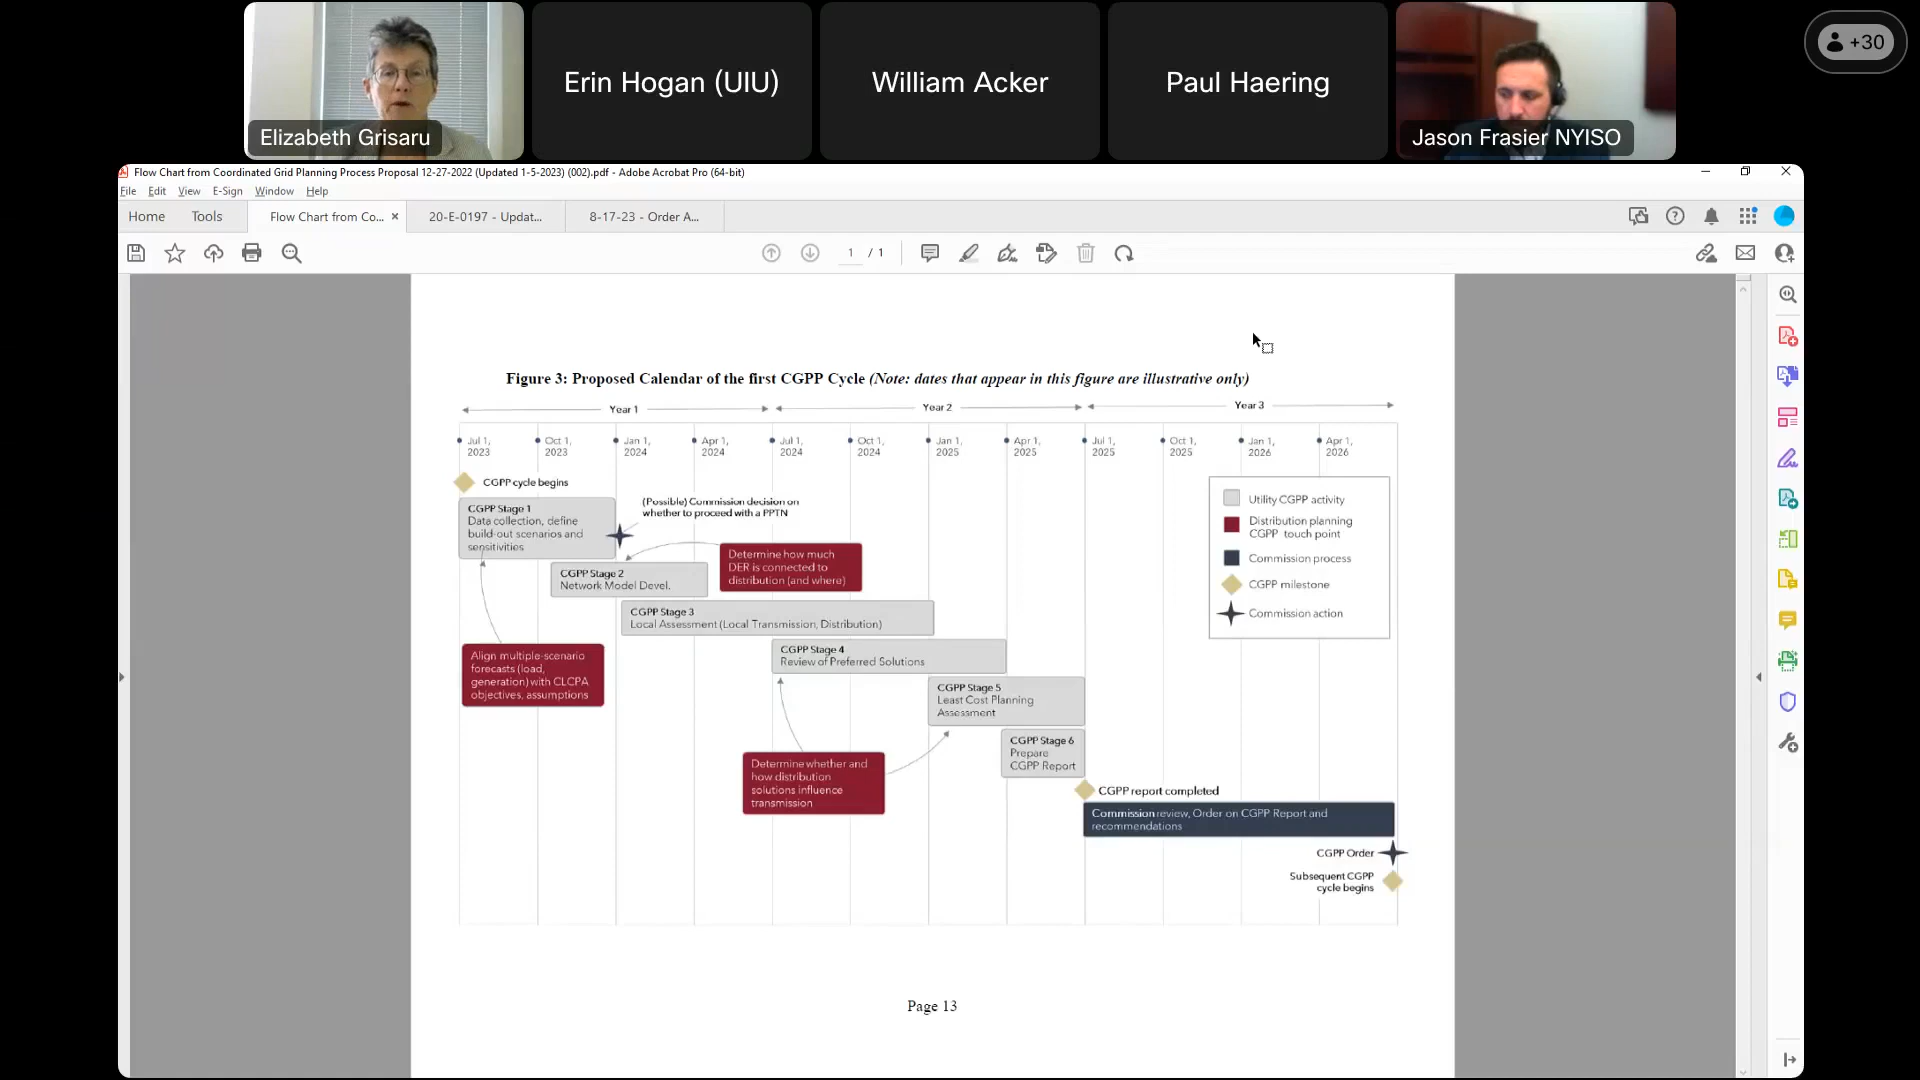 Elizabeth Grisaru
Erin Hogan (UIU)
William Acker
Paul Haering
Jason Frasier NYISO
+30
Flow Chart from Coordinated Grid Planning Process Proposal 12-27-2022 (Updated 1-5-2023) (002).pdf - Adobe Acrobat Pro (64-bit)
File Edit View E-Sign Window Help
Home Tools Flow Chart from Co... × 20-E-0197 - Updat... 8-17-23 - Order A...
1 / 1
Figure 3: Proposed Calendar of the first CGPP Cycle (Note: dates that appear in this figure are illustrative only)
Year 1 Year 2 Year 3
Jul 1, 2023
Oct 1, 2023
Jan 1, 2024
Apr 1, 2024
Jul 1, 2024
Oct 1, 2024
Jan 1, 2025
Apr 1, 2025
Jul 1, 2025
Oct 1, 2025
Jan 1, 2026
Apr 1, 2026
CGPP cycle begins
CGPP Stage 1
Data collection, define
build-out scenarios and
sensitivities
(Possible) Commission decision on
whether to proceed with a PPTN
Determine how much
DER is connected to
distribution (and where)
CGPP Stage 2
Network Model Devel.
CGPP Stage 3
Local Assessment (Local Transmission, Distribution)
Align multiple-scenario
forecasts (load,
generation) with CLCPA
objectives, assumptions
CGPP Stage 4
Review of Preferred Solutions
CGPP Stage 5
Least Cost Planning
Assessment
CGPP Stage 6
Prepare
CGPP Report
Determine whether and
how distribution
solutions influence
transmission
CGPP report completed
Commission review, Order on CGPP Report and
recommendations
CGPP Order
Subsequent CGPP
cycle begins
Utility CGPP activity
Distribution planning
CGPP touch point
Commission process
CGPP milestone
Commission action
Page 13